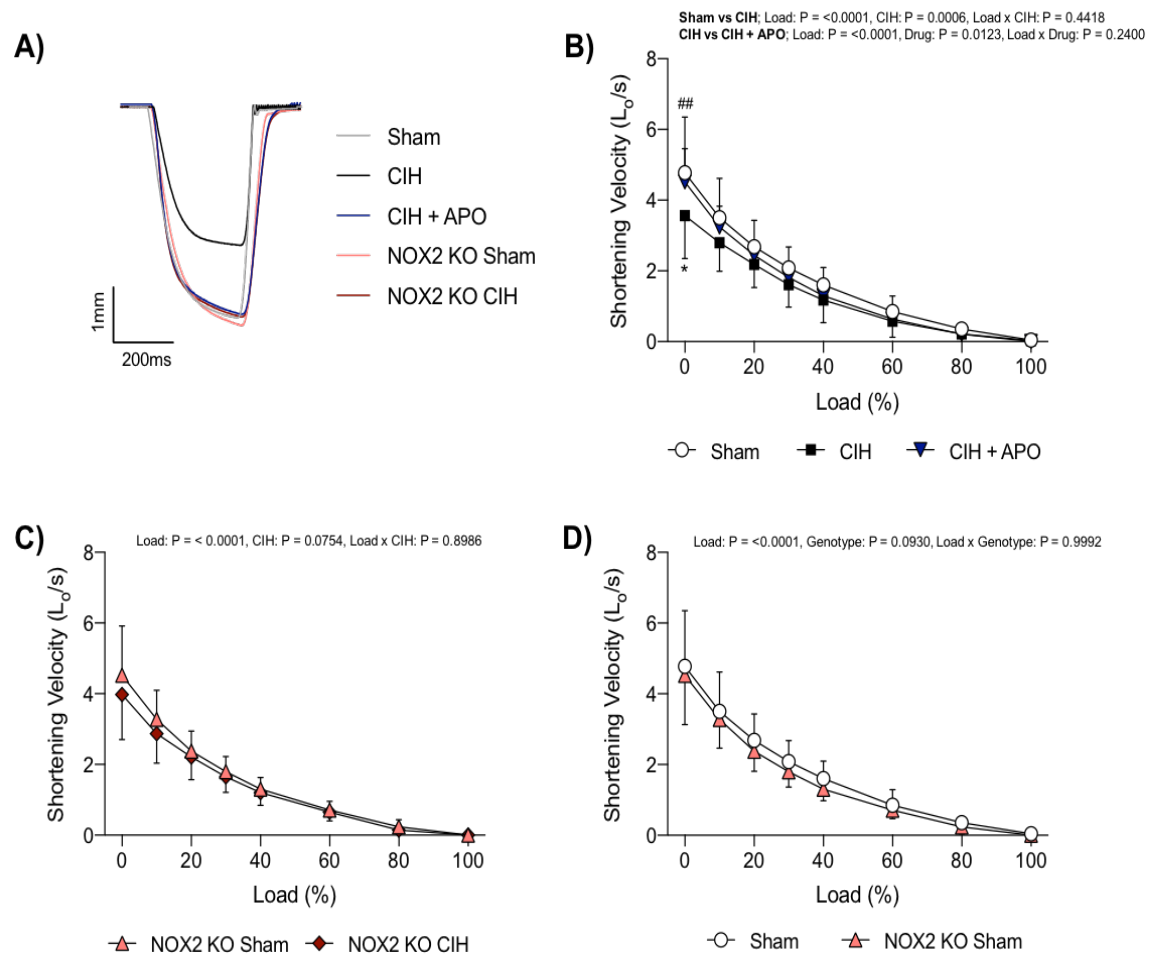 A)
Sham
CIH
CIH + APO
NOX2 KO Sham
NOX2 KO CIH
1mm
200ms
B)
Sham vs CIH; Load: P = <0.0001, CIH: P = 0.0006, Load x CIH: P = 0.4418
CIH vs CIH + APO; Load: P = <0.0001, Drug: P = 0.0123, Load x Drug: P = 0.2400
Shortening Velocity (Lo/s)
8
6
4
2
0
##
*
0 20 40 60 80 100
Load (%)
Sham CIH CIH + APO
C)
Load: P = < 0.0001, CIH: P = 0.0754, Load x CIH: P = 0.8986
Shortening Velocity (Lo/s)
8
6
4
2
0
0 20 40 60 80 100
Load (%)
NOX2 KO Sham NOX2 KO CIH
D)
Load: P = <0.0001, Genotype: P = 0.0930, Load x Genotype: P = 0.9992
Shortening Velocity (Lo/s)
8
6
4
2
0
0 20 40 60 80 100
Load (%)
Sham NOX2 KO Sham